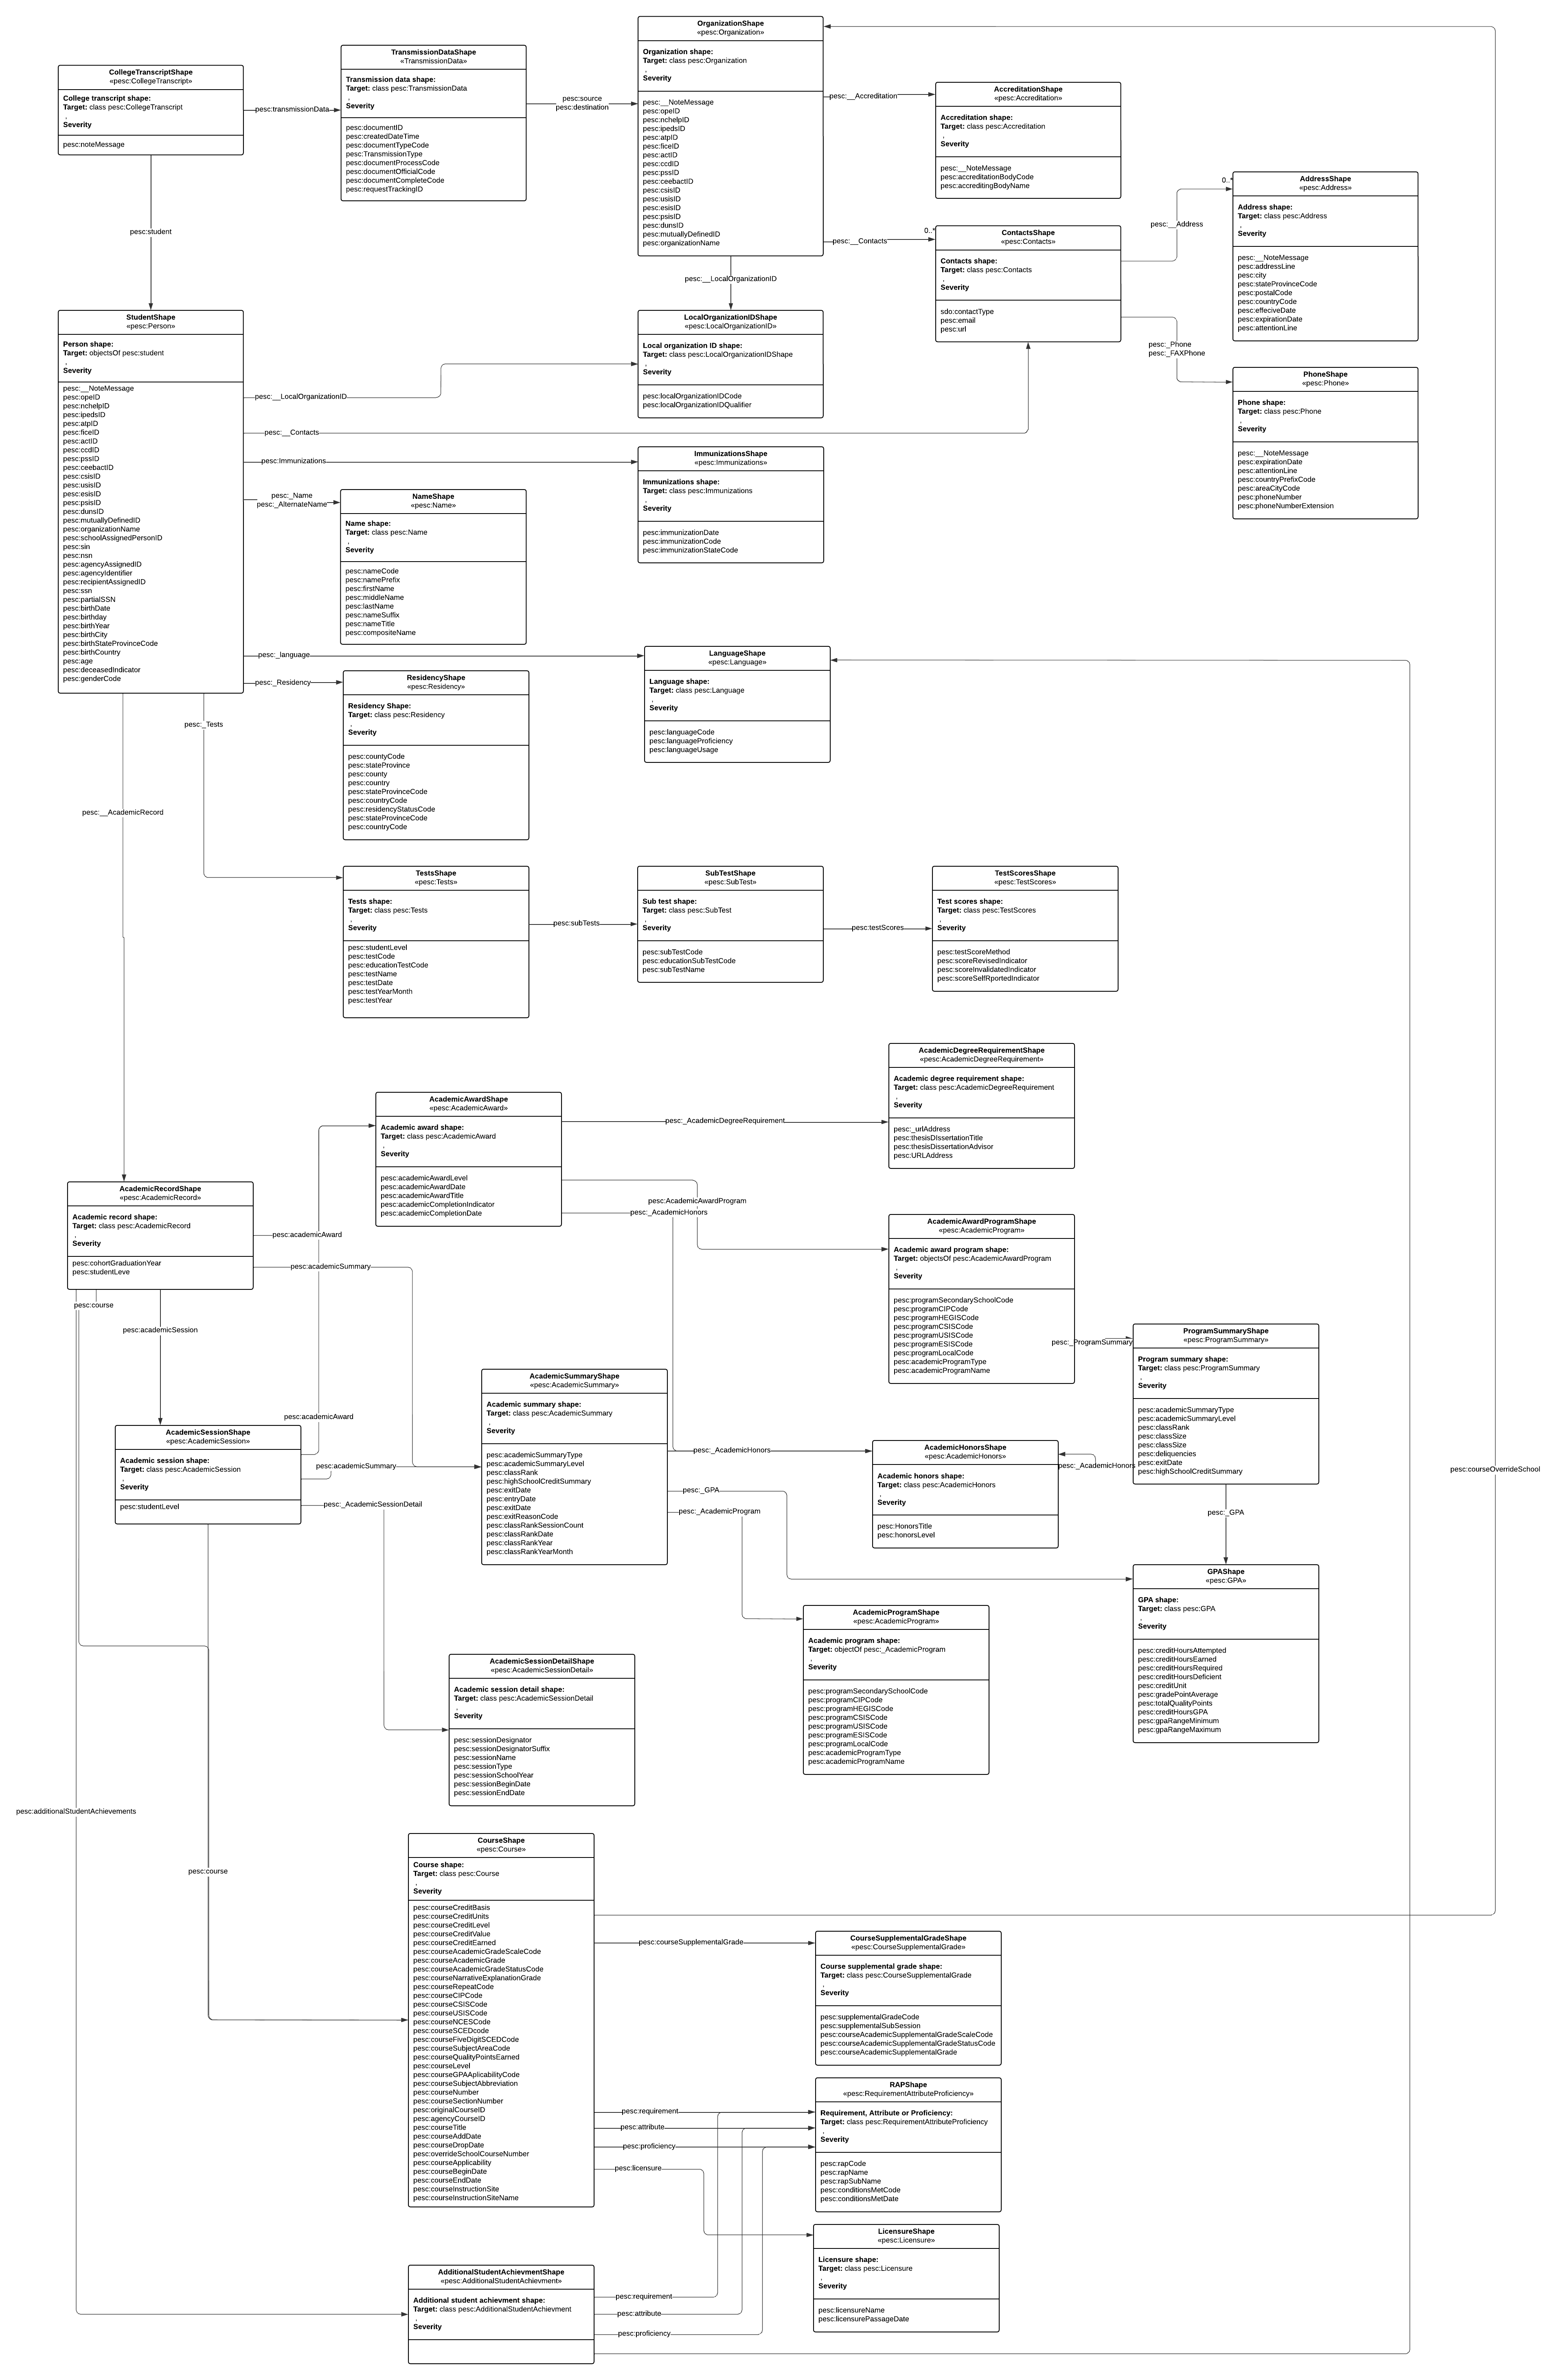 OrganizationShape
«pesc:Organization»
Organization shape:
Target: class pesc:Organization
,
Severity
pesc:__NoteMessage
pesc:opeID
pesc:nchelpID
pesc:ipedsID
pesc:atpID
pesc:ficeID
pesc:actID
pesc:ccdID
pesc:pssID
pesc:ceebactID
pesc:csisID
pesc:usisID
pesc:esisID
pesc:psisID
pesc:dunsID
pesc:mutuallyDefinedID
pesc:organizationName
TransmissionDataShape
«TransmissionData»
Transmission data shape:
Target: class pesc:TransmissionData
,
Severity
pesc:documentID
pesc:createdDateTime
pesc:documentTypeCode
pesc:TransmissionType
pesc:documentProcessCode
pesc:documentOfficialCode
pesc:documentCompleteCode
pesc:requestTrackingID
CollegeTranscriptShape
«pesc:CollegeTranscript»
College transcript shape:
Target: class pesc:CollegeTranscript
,
Severity
pesc:noteMessage
pesc:transmissionData
pesc:source
pesc:destination
pesc:__Accreditation
AccreditationShape
«pesc:Accreditation»
Accreditation shape:
Target: class pesc:Accreditation
,
Severity
pesc:__NoteMessage
pesc:accreditationBodyCode
pesc:accreditingBodyName
pesc:student
pesc:__Contacts
0..*
ContactsShape
«pesc:Contacts»
Contacts shape:
Target: class pesc:Contacts
,
Severity
sdo:contactType
pesc:email
pesc:url
pesc:__Address
0..*
AddressShape
«pesc:Address»
Address shape:
Target: class pesc:Address
,
Severity
pesc:__NoteMessage
pesc:addressLine
pesc:city
pesc:stateProvinceCode
pesc:postalCode
pesc:countryCode
pesc:effeciveDate
pesc:expirationDate
pesc:attentionLine
pesc:_Phone
pesc:_FAXPhone
PhoneShape
«pesc:Phone»
Phone shape:
Target: class pesc:Phone
,
Severity
pesc:__NoteMessage
pesc:expirationDate
pesc:attentionLine
pesc:countryPrefixCode
pesc:areaCityCode
pesc:phoneNumber
pesc:phoneNumberExtension
pesc:__LocalOrganizationID
LocalOrganizationIDShape
«pesc:LocalOrganizationID»
Local organization ID shape:
Target: class pesc:LocalOrganizationIDShape
,
Severity
pesc:localOrganizationIDCode
pesc:localOrganizationIDQualifier
StudentShape
«pesc:Person»
Person shape:
Target: objectsOf pesc:student
,
Severity
pesc:__NoteMessage
pesc:opeID
pesc:nchelpID
pesc:ipedsID
pesc:atpID
pesc:ficeID
pesc:actID
pesc:ccdID
pesc:pssID
pesc:ceebactID
pesc:csisID
pesc:usisID
pesc:esisID
pesc:psisID
pesc:dunsID
pesc:mutuallyDefinedID
pesc:organizationName
pesc:schoolAssignedPersonID
pesc:sin
pesc:nsn
pesc:agencyAssignedID
pesc:agencyIdentifier
pesc:recipientAssignedID
pesc:ssn
pesc:partialSSN
pesc:birthDate
pesc:birthday
pesc:birthYear
pesc:birthCity
pesc:birthStateProvinceCode
pesc:birthCountry
pesc:age
pesc:deceasedIndicator
pesc:genderCode
pesc:__LocalOrganizationID
pesc:__Contacts
pesc:Immunizations
ImmunizationsShape
«pesc:Immunizations»
Immunizations shape:
Target: class pesc:Immunizations
,
Severity
pesc:immunizationDate
pesc:immunizationCode
pesc:immunizationStateCode
pesc:_Name
pesc:_AlternateName
NameShape
«pesc:Name»
Name shape:
Target: class pesc:Name
,
Severity
pesc:nameCode
pesc:namePrefix
pesc:firstName
pesc:middleName
pesc:lastName
pesc:nameSuffix
pesc:nameTitle
pesc:compositeName
pesc:_language
LanguageShape
«pesc:Language»
Language shape:
Target: class pesc:Language
,
Severity
pesc:languageCode
pesc:languageProficiency
pesc:languageUsage
pesc:_Residency
ResidencyShape
«pesc:Residency»
Residency Shape:
Target: class pesc:Residency
,
Severity
pesc:countyCode
pesc:stateProvince
pesc:county
pesc:country
pesc:stateProvinceCode
pesc:countryCode
pesc:residencyStatusCode
pesc:stateProvinceCode
pesc:countryCode
pesc:_Tests
pesc:__AcademicRecord
TestsShape
«pesc:Tests»
Tests shape:
Target: class pesc:Tests
,
Severity
pesc:studentLevel
pesc:testCode
pesc:educationTestCode
pesc:testName
pesc:testDate
pesc:testYearMonth
pesc:testYear
pesc:subTests
SubTestShape
«pesc:SubTest»
Sub test shape:
Target: class pesc:SubTest
,
Severity
pesc:subTestCode
pesc:educationSubTestCode
pesc:subTestName
pesc:testScores
TestScoresShape
«pesc:TestScores»
Test scores shape:
Target: class pesc:TestScores
,
Severity
pesc:testScoreMethod
pesc:scoreRevisedIndicator
pesc:scoreInvalidatedIndicator
pesc:scoreSelfRportedIndicator
AcademicDegreeRequirementShape
«pesc:AcademicDegreeRequirement»
Academic degree requirement shape:
Target: class pesc:AcademicDegreeRequirement
,
Severity
pesc:_urlAddress
pesc:thesisDIssertationTitle
pesc:thesisDissertationAdvisor
pesc:URLAddress
AcademicAwardShape
«pesc:AcademicAward»
Academic award shape:
Target: class pesc:AcademicAward
,
Severity
pesc:academicAwardLevel
pesc:academicAwardDate
pesc:academicAwardTitle
pesc:academicCompletionIndicator
pesc:academicCompletionDate
pesc:_AcademicDegreeRequirement
pesc:AcademicAwardProgram
pesc:_AcademicHonors
AcademicRecordShape
«pesc:AcademicRecord»
Academic record shape:
Target: class pesc:AcademicRecord
,
Severity
pesc:cohortGraduationYear
pesc:studentLeve
pesc:academicAward
pesc:academicSummary
pesc:course
pesc:academicSession
AcademicAwardProgramShape
«pesc:AcademicProgram»
Academic award program shape:
Target: objectsOf pesc:AcademicAwardProgram
,
Severity
pesc:programSecondarySchoolCode
pesc:programCIPCode
pesc:programHEGISCode
pesc:programCSISCode
pesc:programUSISCode
pesc:programESISCode
pesc:programLocalCode
pesc:academicProgramType
pesc:academicProgramName
pesc:_ProgramSummary
ProgramSummaryShape
«pesc:ProgramSummary»
Program summary shape:
Target: class pesc:ProgramSummary
,
Severity
pesc:academicSummaryType
pesc:academicSummaryLevel
pesc:classRank
pesc:classSize
pesc:classSize
pesc:deliquencies
pesc:exitDate
pesc:highSchoolCreditSummary
AcademicSummaryShape
«pesc:AcademicSummary»
Academic summary shape:
Target: class pesc:AcademicSummary
,
Severity
pesc:academicSummaryType
pesc:academicSummaryLevel
pesc:classRank
pesc:highSchoolCreditSummary
pesc:exitDate
pesc:entryDate
pesc:exitDate
pesc:exitReasonCode
pesc:classRankSessionCount
pesc:classRankDate
pesc:classRankYear
pesc:classRankYearMonth
AcademicSessionShape
«pesc:AcademicSession»
Academic session shape:
Target: class pesc:AcademicSession
,
Severity
pesc:studentLevel
pesc:academicAward
pesc:academicSummary
pesc:_AcademicSessionDetail
pesc:_AcademicHonors
pesc:_GPA
pesc:_AcademicProgram
AcademicHonorsShape
«pesc:AcademicHonors»
Academic honors shape:
Target: class pesc:AcademicHonors
,
Severity
pesc:HonorsTitle
pesc:honorsLevel
pesc:_AcademicHonors
pesc:courseOverrideSchool
pesc:_GPA
GPAShape
«pesc:GPA»
GPA shape:
Target: class pesc:GPA
,
Severity
pesc:creditHoursAttempted
pesc:creditHoursEarned
pesc:creditHoursRequired
pesc:creditHoursDeficient
pesc:creditUnit
pesc:gradePointAverage
pesc:totalQualityPoints
pesc:creditHoursGPA
pesc:gpaRangeMinimum
pesc:gpaRangeMaximum
AcademicProgramShape
«pesc:AcademicProgram»
Academic program shape:
Target: objectOf pesc:_AcademicProgram
,
Severity
pesc:programSecondarySchoolCode
pesc:programCIPCode
pesc:programHEGISCode
pesc:programCSISCode
pesc:programUSISCode
pesc:programESISCode
pesc:programLocalCode
pesc:academicProgramType
pesc:academicProgramName
AcademicSessionDetailShape
«pesc:AcademicSessionDetail»
Academic session detail shape:
Target: class pesc:AcademicSessionDetail
,
Severity
pesc:sessionDesignator
pesc:sessionDesignatorSuffix
pesc:sessionName
pesc:sessionType
pesc:sessionSchoolYear
pesc:sessionBeginDate
pesc:sessionEndDate
pesc:additionalStudentAchievements
pesc:course
CourseShape
«pesc:Course»
Course shape:
Target: class pesc:Course
,
Severity
pesc:courseCreditBasis
pesc:courseCreditUnits
pesc:courseCreditLevel
pesc:courseCreditValue
pesc:courseCreditEarned
pesc:courseAcademicGradeScaleCode
pesc:courseAcademicGrade
pesc:courseAcademicGradeStatusCode
pesc:courseNarrativeExplanationGrade
pesc:courseRepeatCode
pesc:courseCIPCode
pesc:courseCSISCode
pesc:courseUSISCode
pesc:courseNCESCode
pesc:courseSCEDcode
pesc:courseFiveDigitSCEDCode
pesc:courseSubjectAreaCode
pesc:courseQualityPointsEarned
pesc:courseLevel
pesc:courseGPAAplicabilityCode
pesc:courseSubjectAbbreviation
pesc:courseNumber
pesc:courseSectionNumber
pesc:originalCourseID
pesc:agencyCourseID
pesc:courseTitle
pesc:courseAddDate
pesc:courseDropDate
pesc:overrideSchoolCourseNumber
pesc:courseApplicability
pesc:courseBeginDate
pesc:courseEndDate
pesc:courseInstructionSite
pesc:courseInstructionSiteName
pesc:courseSupplementalGrade
CourseSupplementalGradeShape
«pesc:CourseSupplementalGrade»
Course supplemental grade shape:
Target: class pesc:CourseSupplementalGrade
,
Severity
pesc:supplementalGradeCode
pesc:supplementalSubSession
pesc:courseAcademicSupplementalGradeScaleCode
pesc:courseAcademicSupplementalGradeStatusCode
pesc:courseAcademicSupplementalGrade
pesc:requirement
pesc:attribute
pesc:proficiency
pesc:licensure
RAPShape
«pesc:RequirementAttributeProficiency»
Requirement, Attribute or Proficiency:
Target: class pesc:RequirementAttributeProficiency
,
Severity
pesc:rapCode
pesc:rapName
pesc:rapSubName
pesc:conditionsMetCode
pesc:conditionsMetDate
LicensureShape
«pesc:Licensure»
Licensure shape:
Target: class pesc:Licensure
,
Severity
pesc:licensureName
pesc:licensurePassageDate
AdditionalStudentAchievmentShape
«pesc:AdditionalStudentAchievment»
Additional student achievment shape:
Target: class pesc:AdditionalStudentAchievment
,
Severity
pesc:requirement
pesc:attribute
pesc:proficiency